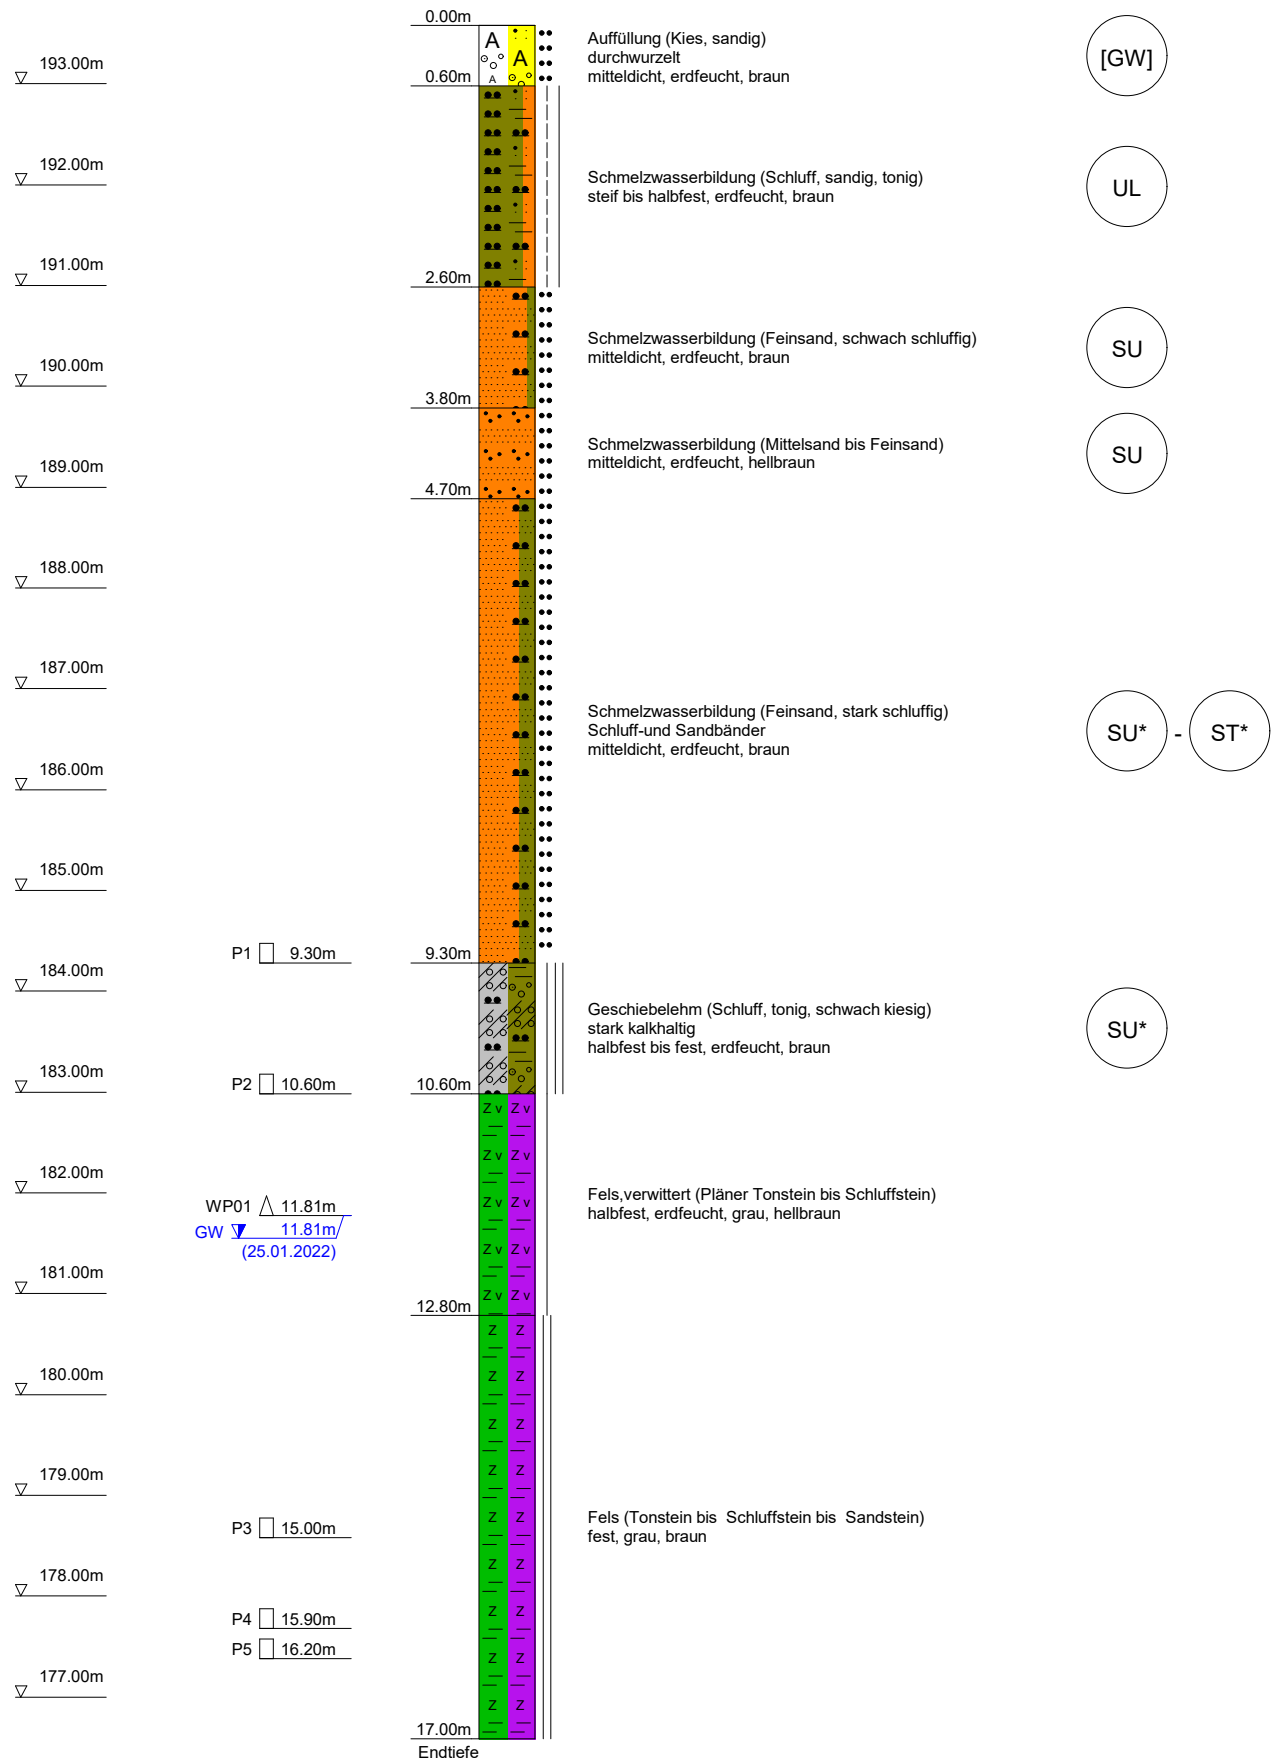 0.00m
A
A
A
Auffüllung (Kies, sandig)
durchwurzelt
mitteldicht, erdfeucht, braun
[GW]
193.00m
0.60m
192.00m
Schmelzwasserbildung (Schluff, sandig, tonig)
steif bis halbfest, erdfeucht, braun
UL
191.00m
2.60m
Schmelzwasserbildung (Feinsand, schwach schluffig)
mitteldicht, erdfeucht, braun
SU
190.00m
3.80m
Schmelzwasserbildung (Mittelsand bis Feinsand)
mitteldicht, erdfeucht, hellbraun
SU
189.00m
4.70m
188.00m
187.00m
Schmelzwasserbildung (Feinsand, stark schluffig)
Schluff-und Sandbänder
mitteldicht, erdfeucht, braun
SU* - ST*
186.00m
185.00m
P1 9.30m
9.30m
184.00m
Geschiebelehm (Schluff, tonig, schwach kiesig)
stark kalkhaltig
halbfest bis fest, erdfeucht, braun
SU*
183.00m
P2 10.60m
10.60m
Z v Z v
Z v Z v
182.00m
Fels,verwittert (Pläner Tonstein bis Schluffstein)
halbfest, erdfeucht, grau, hellbraun
Z v Z v
WP01 11.81m
GW 11.81m
(25.01.2022)
Z v Z v
181.00m
Z v Z v
12.80m
Z Z
180.00m
Z Z
Z Z
179.00m
Z Z
Z Z
P3 15.00m
Fels (Tonstein bis Schluffstein bis Sandstein)
fest, grau, braun
Z Z
178.00m
Z Z
P4 15.90m
P5 16.20m
Z Z
177.00m
Z Z
17.00m
Endtiefe